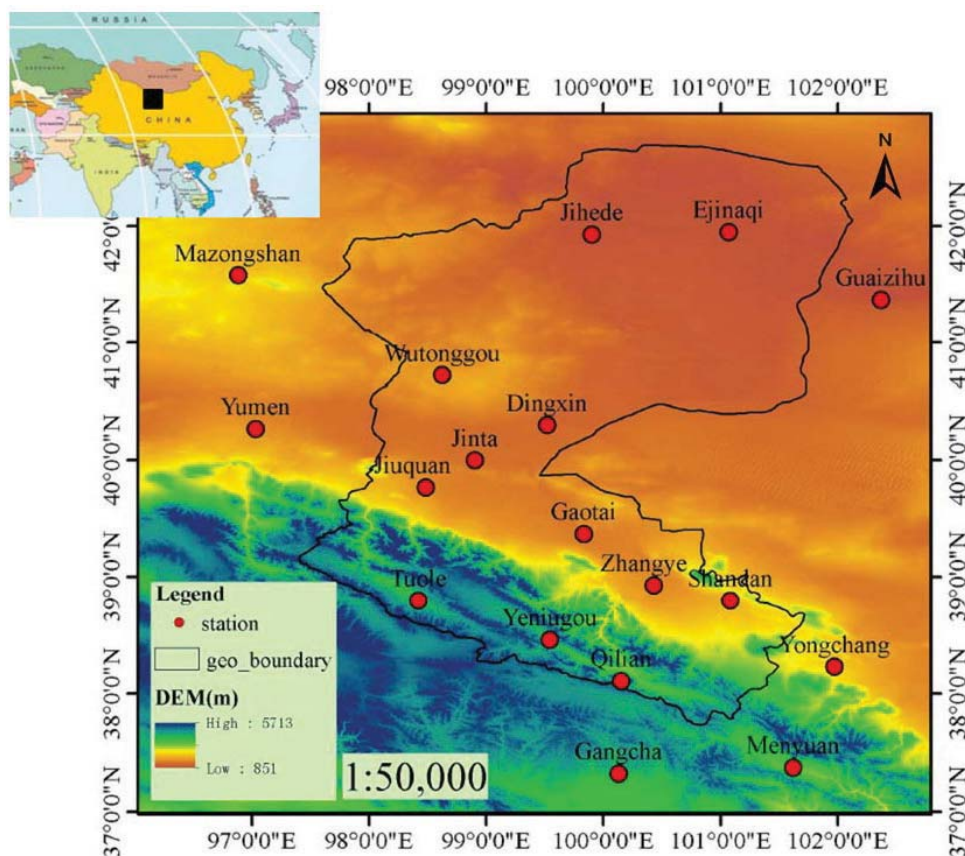 RUSSIA
MONGOLIA
CHINA
INDIA
98°0'0"E 99°0'0"E 100°0'0"E 101°0'0"E 102°0'0"E
N
42°0'0"N
41°0'0"N
40°0'0"N
39°0'0"N
38°0'0"N
37°0'0"N
Jihede
Ejinaqi
Mazongshan
Guaizihu
Wutonggou
Yumen
Dingxin
Jinta
Jiuquan
Gaotai
Zhangye
Shandan
Tuole
Yeniugou
Yongchang
Qilian
Gangcha
Menyuan
Legend
station
geo_boundary
DEM(m)
High : 5713
Low : 851
1:50,000
42°0'0"N
41°0'0"N
40°0'0"N
39°0'0"N
38°0'0"N
37°0'0"N
97°0'0"E 98°0'0"E 99°0'0"E 100°0'0"E 101°0'0"E 102°0'0"E